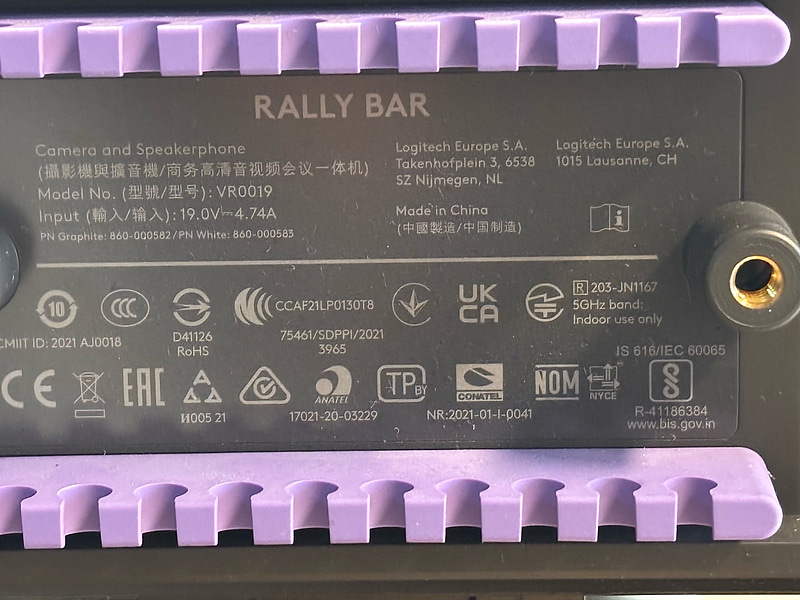 RALLY BAR
Camera and Speakerphone
(攝影機與擴音機/商务高清音视频会议一体机)
Model No. (型號/型号): VR0019
Input (輸入/输入): 19.0V⎓4.74A
PN Graphite: 860-000582/PN White: 860-000583
Logitech Europe S.A.
Takenhofplein 3, 6538
SZ Nijmegen, NL
Logitech Europe S.A.
1015 Lausanne, CH
Made in China
(中國製造/中国制造)
i
10
CCC
D41126
RoHS
CCAF21LP0130T8
75461/SDPPI/2021
3965
UK
CA
R 203-JN1167
5GHz band:
Indoor use only
CMIIT ID: 2021 AJ0018
CE
EAC
И005 21
ANATEL
17021-20-03229
TP BY
CONATEL
NR:2021-01-I-0041
NOM
NYCE
IS 616/IEC 60065
R-41186384
www.bis.gov.in